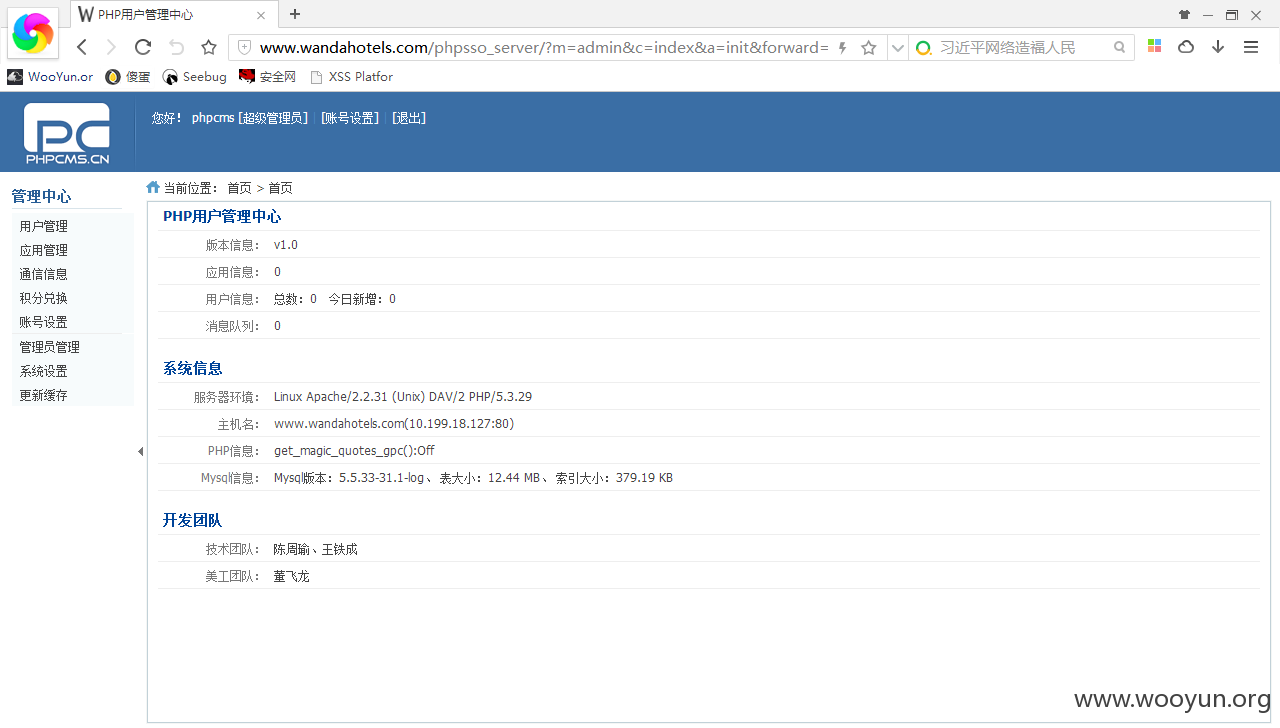 PHP用户管理中心
www.wandahotels.com/phpsso_server/?m=admin&c=index&a=init&forward=
习近平网络造福人民
WooYun.or 傻蛋 Seebug 安全网 XSS Platfor
PHPCMS.CN
您好! phpcms [超级管理员] [账号设置] [退出]
管理中心
用户管理
应用管理
通信信息
积分兑换
账号设置
管理员管理
系统设置
更新缓存
当前位置： 首页 > 首页
PHP用户管理中心
版本信息： v1.0
应用信息： 0
用户信息： 总数：0 今日新增：0
消息队列： 0
系统信息
服务器环境： Linux Apache/2.2.31 (Unix) DAV/2 PHP/5.3.29
主机名： www.wandahotels.com(10.199.18.127:80)
PHP信息： get_magic_quotes_gpc():Off
Mysql信息： Mysql版本：5.5.33-31.1-log、表大小：12.44 MB、索引大小：379.19 KB
开发团队
技术团队： 陈周瑜、王铁成
美工团队： 董飞龙
www.wooyun.org